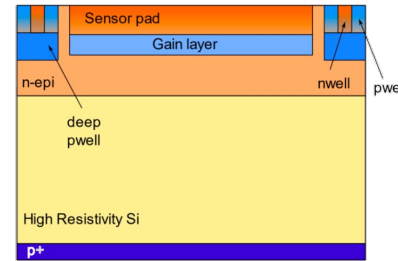 Sensor pad
Gain layer
n-epi
nwell
pwe
deep
pwell
High Resistivity Si
p+